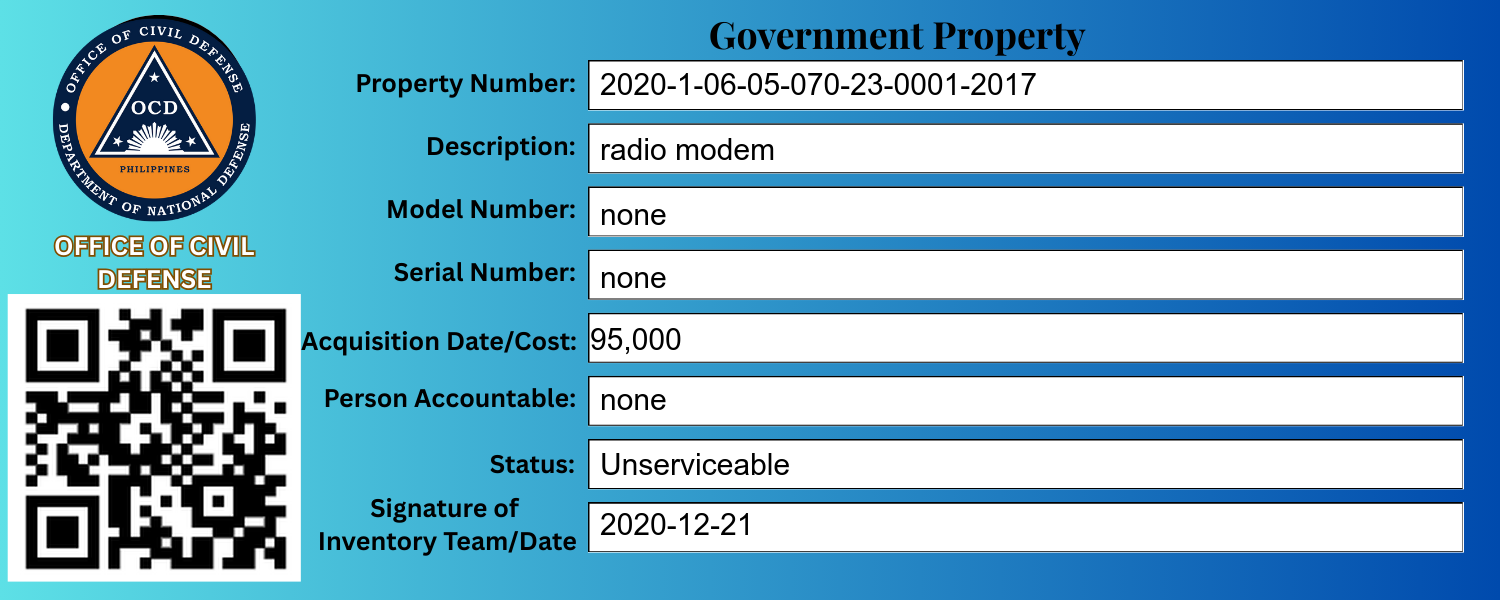 OFFICE OF CIVIL DEFENSE
DEPARTMENT OF NATIONAL DEFENSE
OCD
PHILIPPINES
OFFICE OF CIVIL
DEFENSE
Government Property
Property Number: 2020-1-06-05-070-23-0001-2017
Description: radio modem
Model Number: none
Serial Number: none
Acquisition Date/Cost: 95,000
Person Accountable: none
Status: Unserviceable
Signature of
Inventory Team/Date 2020-12-21